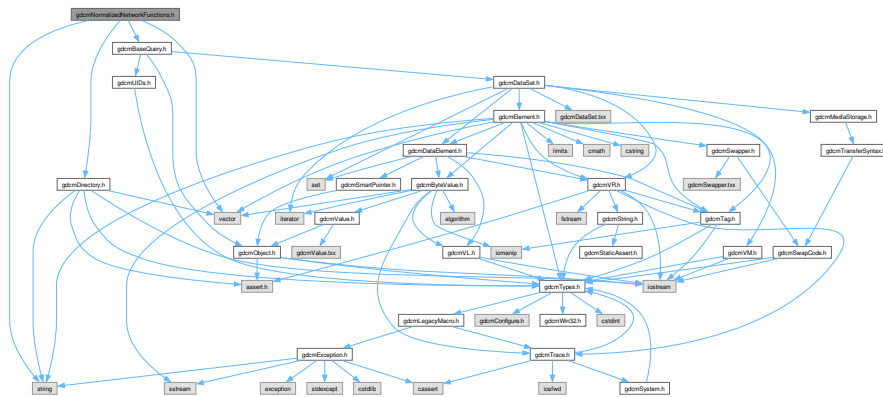 gdcmNormalizedNetworkFunctions.h
gdcmBaseQuery.h
gdcmUIDs.h
gdcmDataSet.h
gdcmElement.h
gdcmDataSet.txx
gdcmMediaStorage.h
gdcmDataElement.h
limits
cmath
cstring
gdcmSwapper.h
gdcmTransferSyntax.h
gdcmDirectory.h
set
gdcmSmartPointer.h
gdcmByteValue.h
gdcmVR.h
gdcmSwapper.txx
vector
iterator
gdcmValue.h
algorithm
fstream
gdcmString.h
gdcmTag.h
gdcmObject.h
gdcmValue.txx
gdcmVL.h
iomanip
gdcmStaticAssert.h
gdcmVM.h
gdcmSwapCode.h
assert.h
gdcmTypes.h
iostream
gdcmLegacyMacro.h
gdcmConfigure.h
gdcmWin32.h
cstdint
gdcmException.h
gdcmTrace.h
string
sstream
exception
stdexcept
cstdlib
cassert
iosfwd
gdcmSystem.h